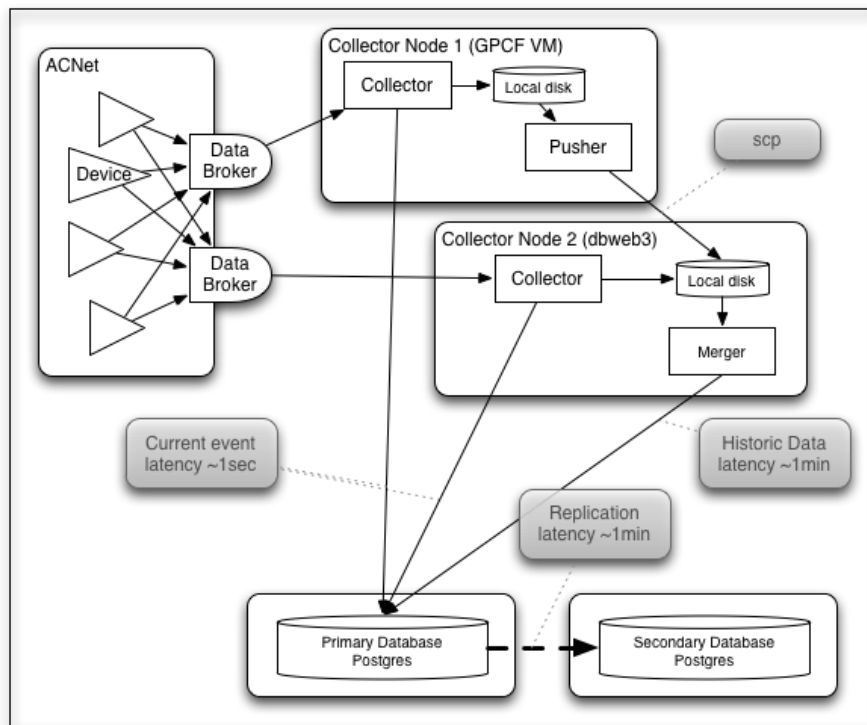 ACNet
Device
Data
Broker
Data
Broker
Collector Node 1 (GPCF VM)
Collector
Local disk
Pusher
scp
Collector Node 2 (dbweb3)
Collector
Local disk
Merger
Current event
latency ~1sec
Historic Data
latency ~1min
Replication
latency ~1min
Primary Database
Postgres
Secondary Database
Postgres